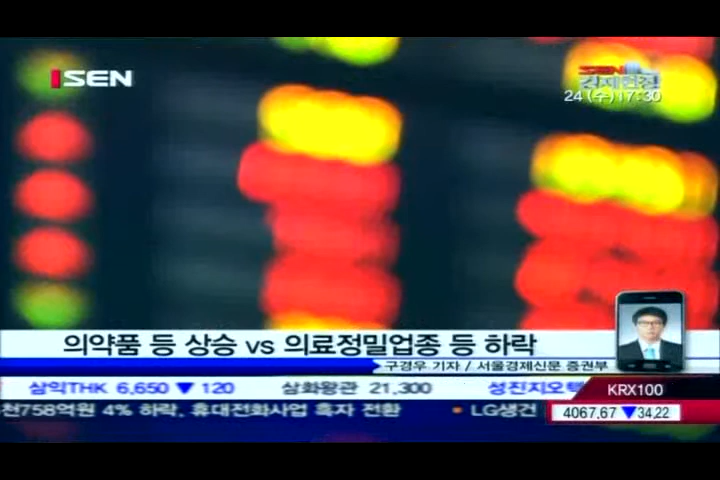 SEN
SEN
경제현장
24 (수) 17:30
의약품 등 상승 vs 의료정밀업종 등 하락
구경우 기자 / 서울경제신문 증권부
삼익THK 6,650 ▼ 120 삼화왕관 21,300 성진지오텍
KRX100
천758억원 4% 하락, 휴대전화사업 흑자 전환 • LG생건
4067,67 ▼34,22